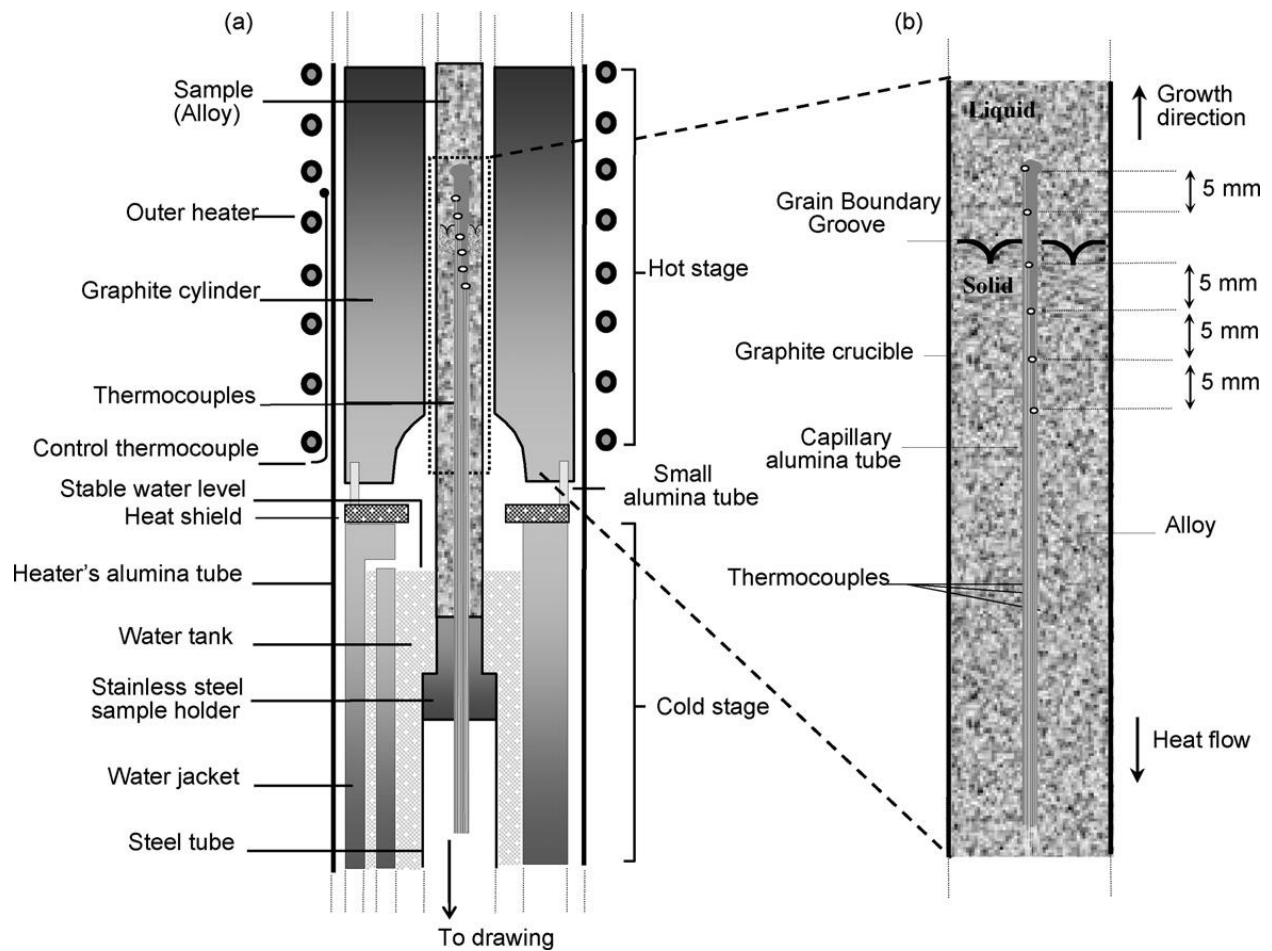 (a)
Sample
(Alloy)
Outer heater
Graphite cylinder
Thermocouples
Control thermocouple
Stable water level
Heat shield
Heater's alumina tube
Water tank
Stainless steel
sample holder
Water jacket
Steel tube
To drawing
Hot stage
Small
alumina tube
Cold stage
(b)
Liquid
Growth
direction
5 mm
Grain Boundary
Groove
Solid
5 mm
5 mm
Graphite crucible
5 mm
Capillary
alumina tube
Alloy
Thermocouples
Heat flow